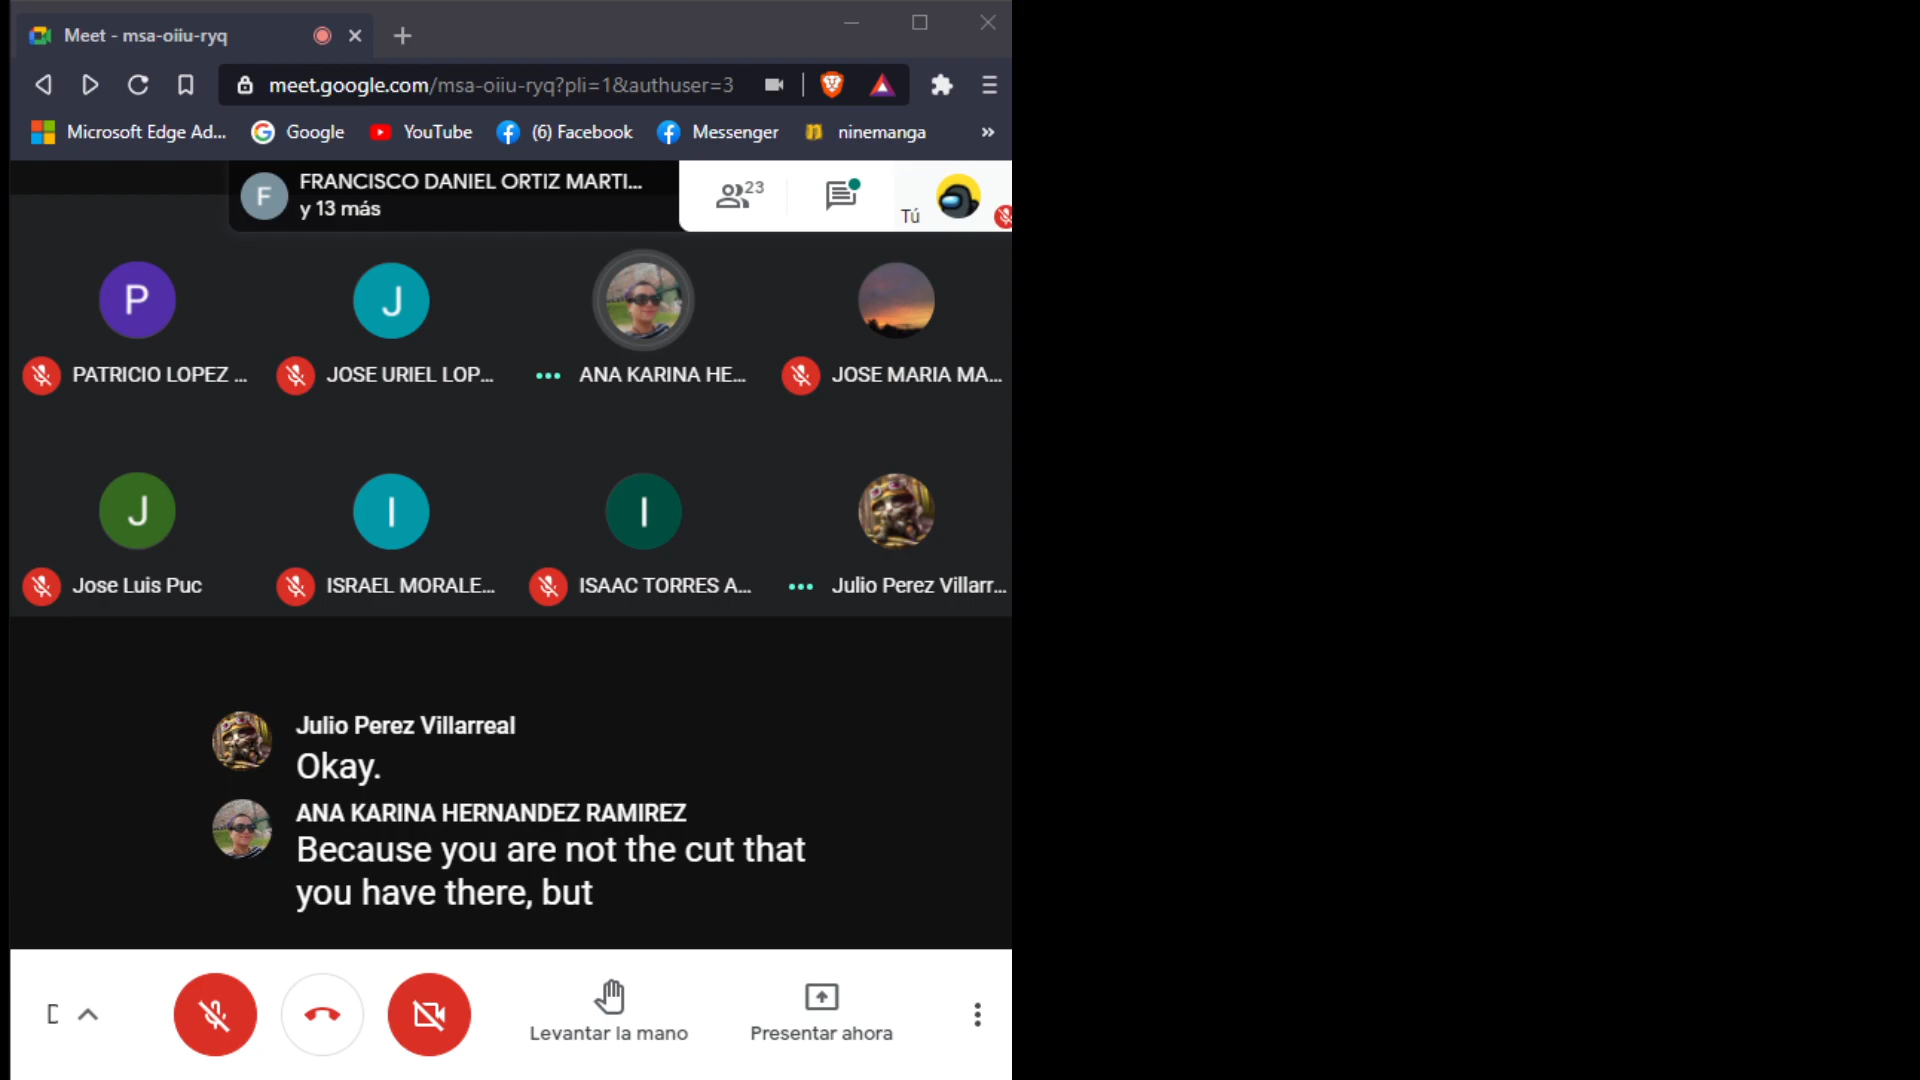 Meet - msa-oiiu-ryq
meet.google.com/msa-oiiu-ryq?pli=1&authuser=3
Microsoft Edge Ad... Google YouTube (6) Facebook Messenger ninemanga »
F FRANCISCO DANIEL ORTIZ MARTI...
y 13 más
23
Tú
P J
PATRICIO LOPEZ ... JOSE URIEL LOP... ANA KARINA HE... JOSE MARIA MA...
J I I
Jose Luis Puc ISRAEL MORALE... ISAAC TORRES A... Julio Perez Villarr...
Julio Perez Villarreal
Okay.
ANA KARINA HERNANDEZ RAMIREZ
Because you are not the cut that
you have there, but
Levantar la mano Presentar ahora